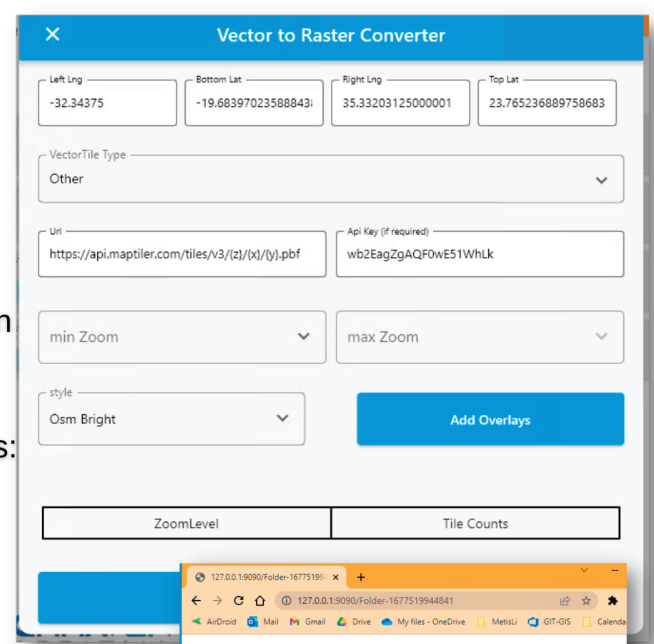 Vector to Raster Converter
Left Lng
Bottom Lat
Right Lng
Top Lat
-32.34375
-19.68397023588843
35.33203125000001
23.765236889758683
VectorTile Type
Other
Url
Api Key (if required)
https://api.maptiler.com/tiles/v3/{z}/{x}/{y}.pbf
wb2EagZgAQF0wE51WhLk
n
min Zoom
max Zoom
style
Osm Bright
Add Overlays
s:
ZoomLevel
Tile Counts
127.0.0.1:9090/Folder-16775199
127.0.0.1:9090/Folder-1677519944841
AirDroid
Mail
Gmail
Drive
My files - OneDrive
MetisLi
GIT-GIS
Calenda